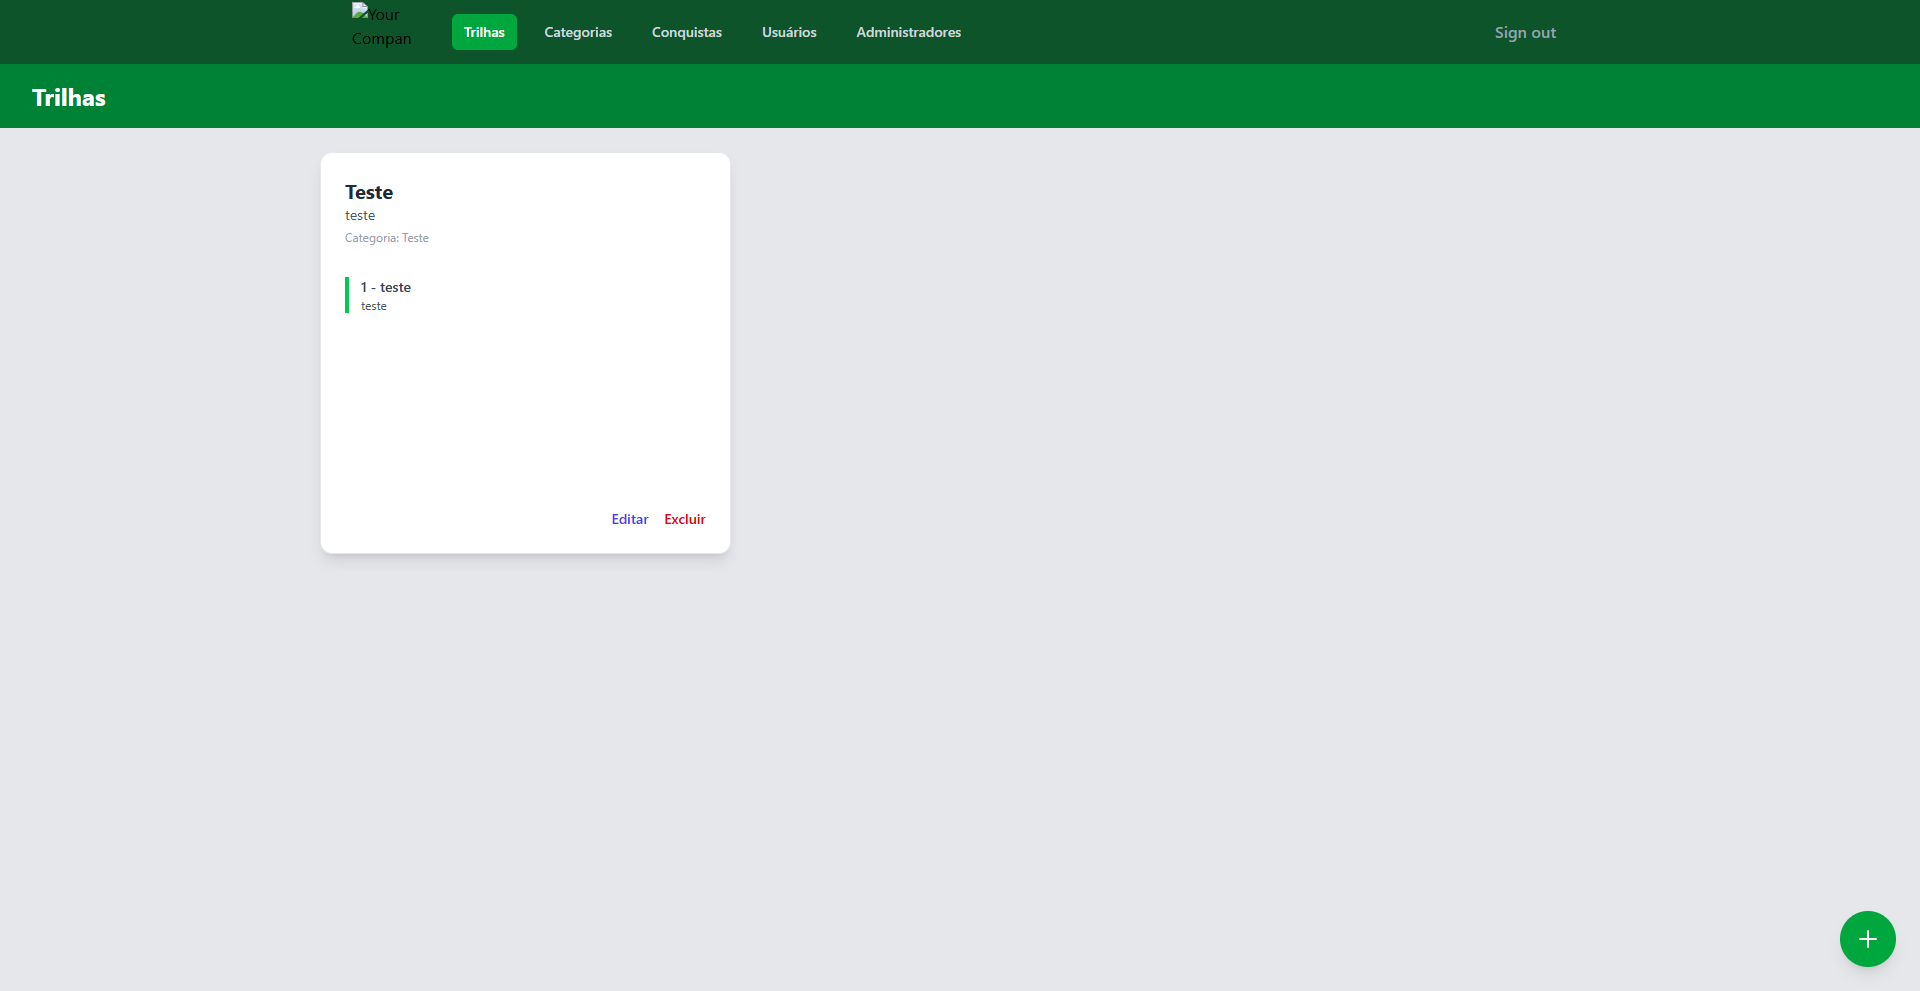 Your
Compan
Trilhas
Categorias
Conquistas
Usuários
Administradores
Sign out
Trilhas
Teste
teste
Categoria: Teste
1 - teste
teste
Editar
Excluir